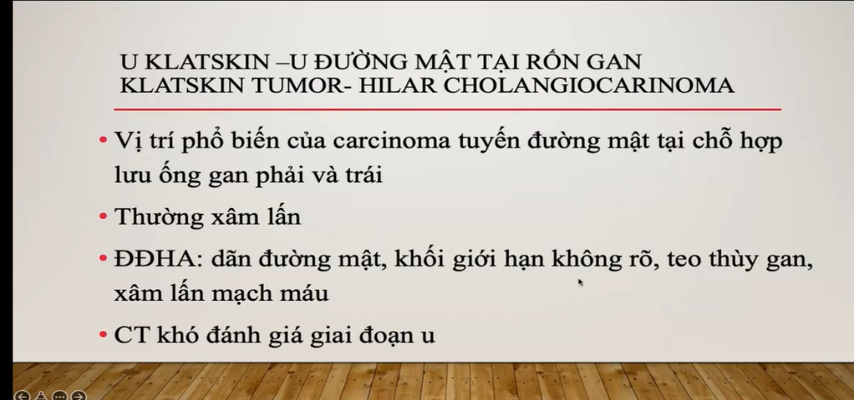 U KLATSKIN –U ĐƯỜNG MẬT TẠI RỐN GAN
KLATSKIN TUMOR- HILAR CHOLANGIOCARINOMA
• Vị trí phổ biến của carcinoma tuyến đường mật tại chỗ hợp
lưu ống gan phải và trái
• Thường xâm lấn
• ĐĐHA: dãn đường mật, khối giới hạn không rõ, teo thùy gan,
xâm lấn mạch máu
• CT khó đánh giá giai đoạn u